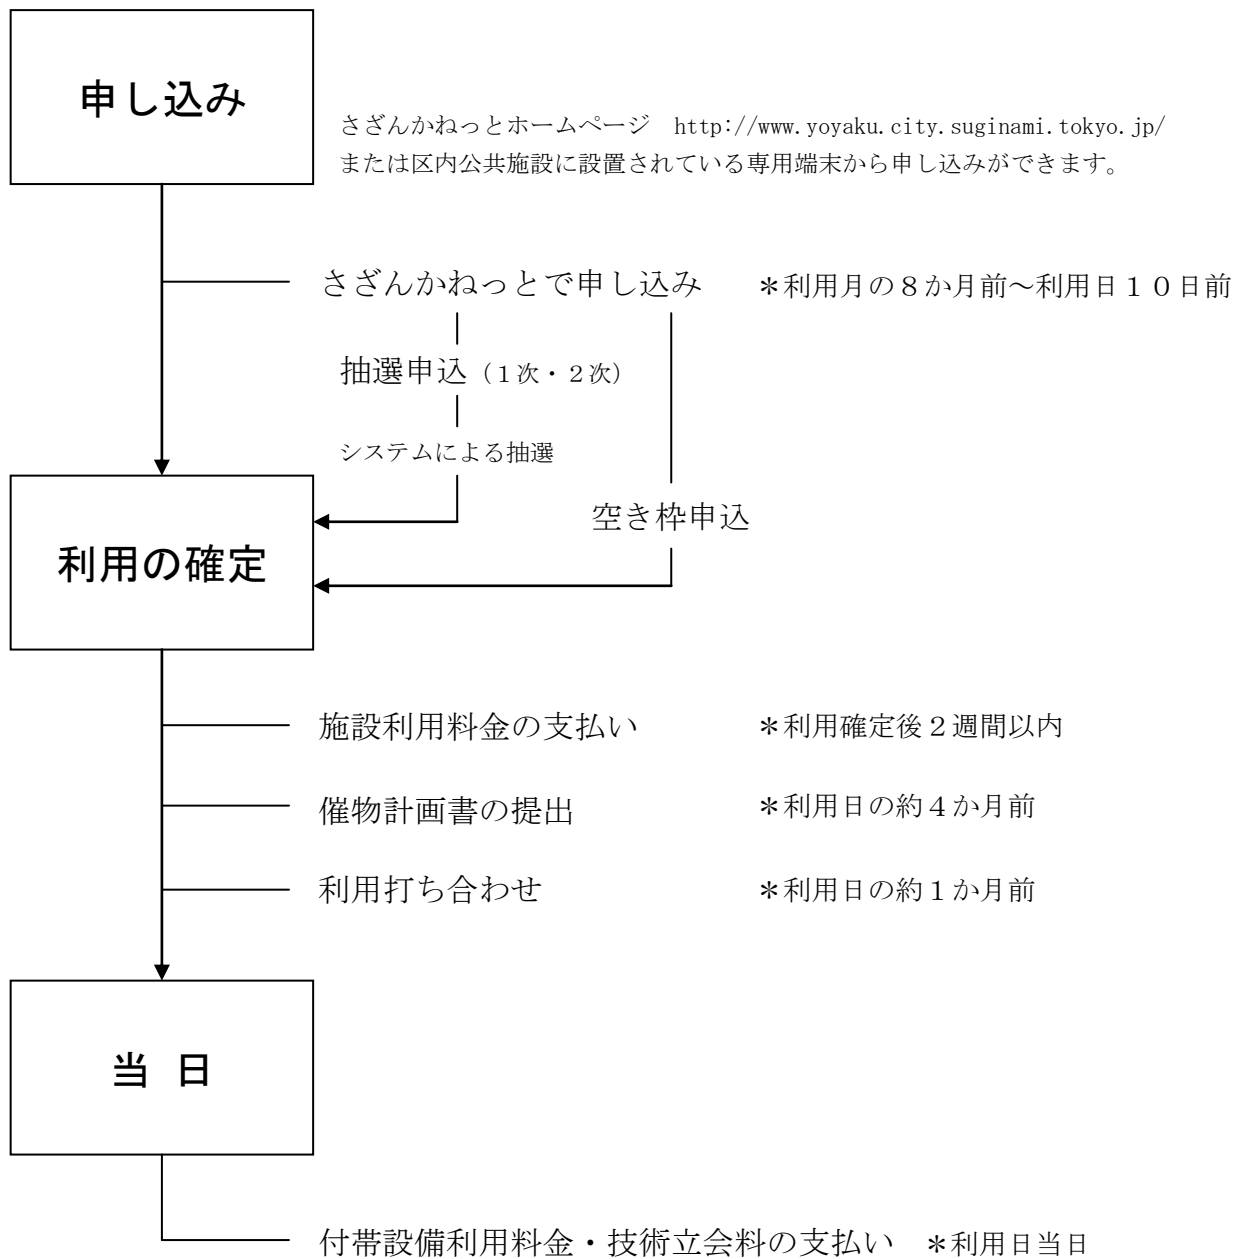 申し込み
さざんかねっとホームページ　http://www.yoyaku.city.suginami.tokyo.jp/
または区内公共施設に設置されている専用端末から申し込みができます。
さざんかねっとで申し込み　＊利用月の８か月前～利用日１０日前
抽選申込（１次・２次）
システムによる抽選
空き枠申込
利用の確定
施設利用料金の支払い　＊利用確定後２週間以内
催物計画書の提出　＊利用日の約４か月前
利用打ち合わせ　＊利用日の約１か月前
当 日
付帯設備利用料金・技術立会料の支払い　＊利用日当日